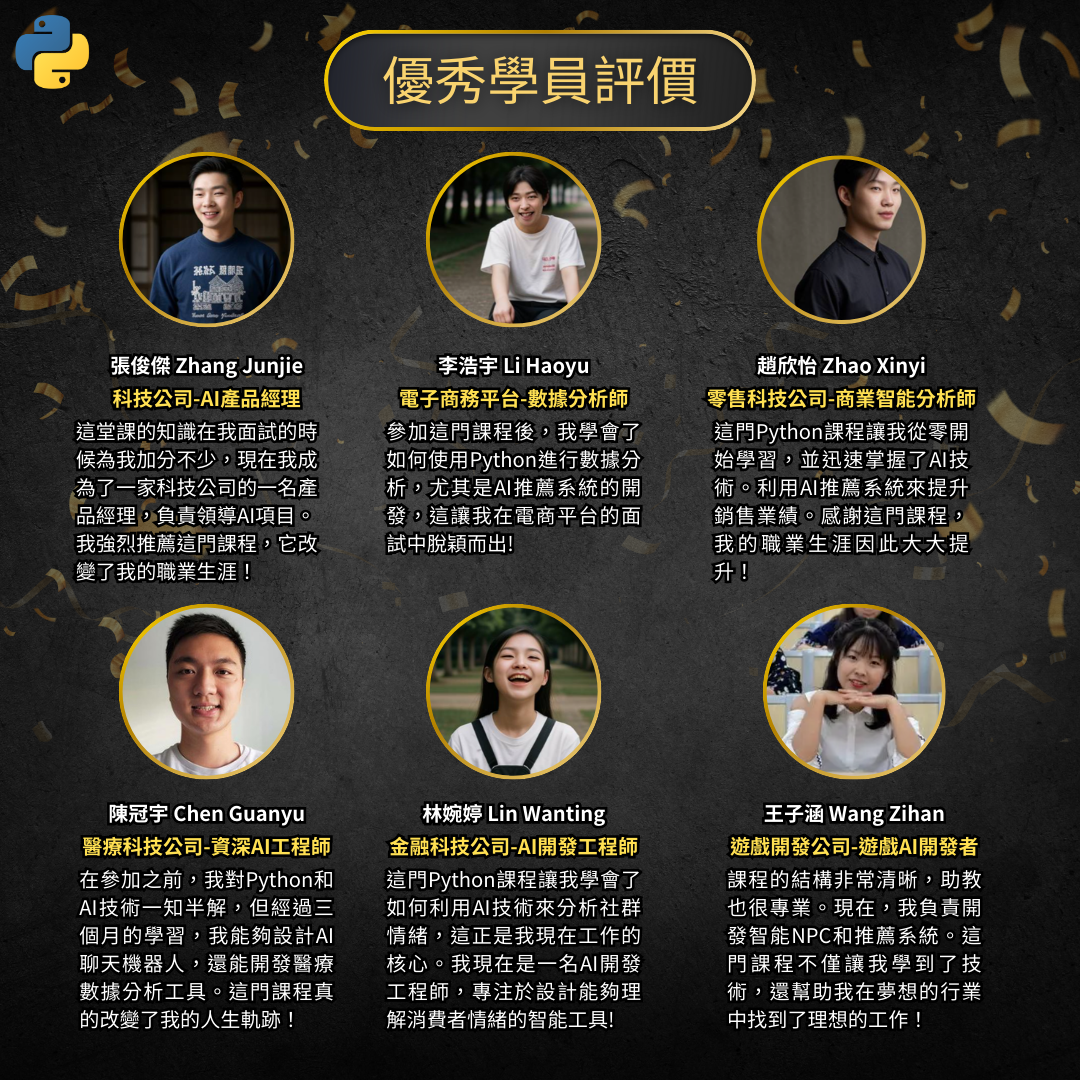 優秀學員評價
張俊傑 Zhang Junjie
科技公司-AI產品經理
這堂課的知識在我面試的時
候為我加分不少，現在我成
為了一家科技公司的一名產
品經理，負責領導AI項目。
我強烈推薦這門課程，它改
變了我的職業生涯！
李浩宇 Li Haoyu
電子商務平台-數據分析師
參加這門課程後，我學會了
如何使用Python進行數據分
析，尤其是AI推薦系統的開
發，這讓我在電商平台的面
試中脫穎而出!
趙欣怡 Zhao Xinyi
零售科技公司-商業智能分析師
這門Python課程讓我從零開
始學習，並迅速掌握了AI技
術。利用AI推薦系統來提升
銷售業績。感謝這門課程，
我的職業生涯因此大大提
升！
陳冠宇 Chen Guanyu
醫療科技公司-資深AI工程師
在參加之前，我對Python和
AI技術一知半解，但經過三
個月的學習，我能夠設計AI
聊天機器人，還能開發醫療
數據分析工具。這門課程真
的改變了我的人生軌跡！
林婉婷 Lin Wanting
金融科技公司-AI開發工程師
這門Python課程讓我學會了
如何利用AI技術來分析社群
情緒，這正是我現在工作的
核心。我現在是一名AI開發
工程師，專注於設計能夠理
解消費者情緒的智能工具!
王子涵 Wang Zihan
遊戲開發公司-遊戲AI開發者
課程的結構非常清晰，助教
也很專業。現在，我負責開
發智能NPC和推薦系統。這
門課程不僅讓我學到了技
術，還幫助我在夢想的行業
中找到了理想的工作！